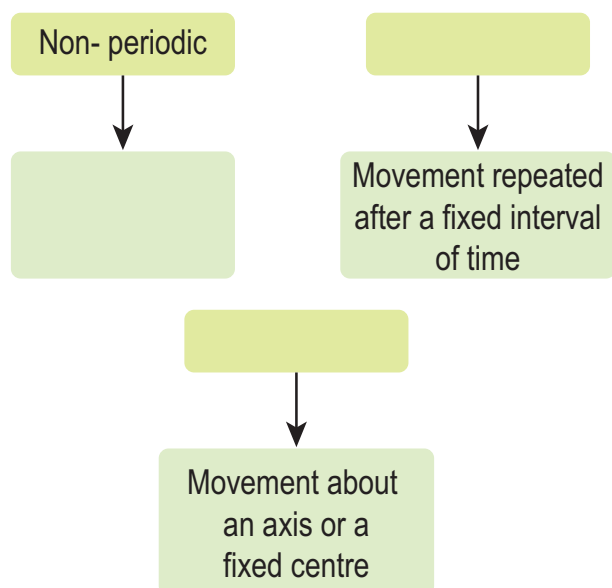 Non- periodic
Movement repeated
after a fixed interval
of time
Movement about
an axis or a
fixed centre